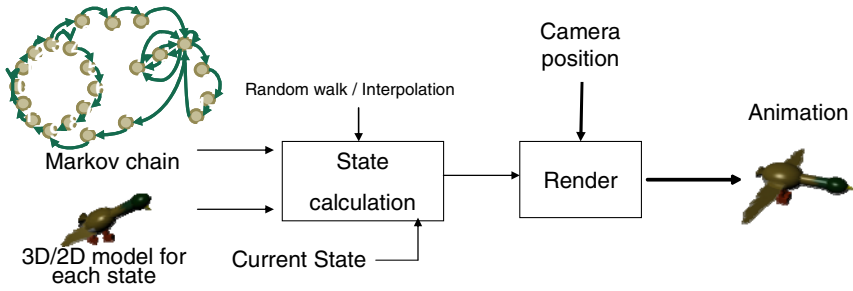 Camera
position
Random walk / Interpolation
Animation
Markov chain
State
calculation
Render
3D/2D model for
each state
Current State